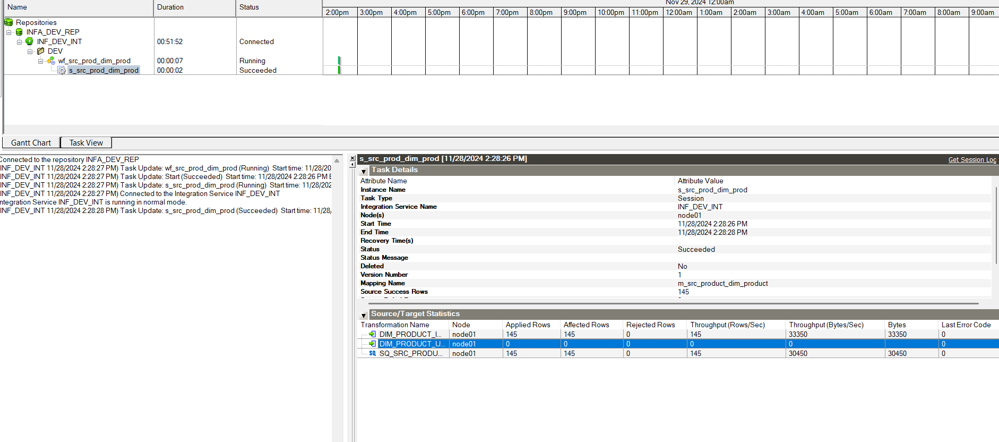 Name Duration Status Nov 29, 2024 12:00am
2:00pm 3:00pm 4:00pm 5:00pm 6:00pm 7:00pm 8:00pm 9:00pm 10:00pm 11:00pm 12:00am 1:00am 2:00am 3:00am 4:00am 5:00am 6:00am 7:00am 8:00am 9:00am
Repositories
INFA_DEV_REP
INF_DEV_INT 00:51:52 Connected
DEV
wf_src_prod_dim_prod 00:00:07 Running
s_src_prod_dim_prod 00:00:02 Succeeded
Gantt Chart Task View
Connected to the repository INFA_DEV_REP
INF_DEV_INT 11/28/2024 2:28:27 PM) Task Update: wf_src_prod_dim_prod (Running) Start time: 11/28/20
INF_DEV_INT 11/28/2024 2:28:27 PM) Task Update: Start (Succeeded) Start time: 11/28/2024 2:28:26 PM E
INF_DEV_INT 11/28/2024 2:28:27 PM) Task Update: s_src_prod_dim_prod (Running) Start time: 11/28/202
INF_DEV_INT 11/28/2024 2:28:27 PM) Connected to the Integration Service INF_DEV_INT
ntegration Service INF_DEV_INT is running in normal mode.
INF_DEV_INT 11/28/2024 2:28:28 PM) Task Update: s_src_prod_dim_prod (Succeeded) Start time: 11/28/
s_src_prod_dim_prod [11/28/2024 2:28:26 PM] Get Session Log
Task Details
Attribute Name Attribute Value
Instance Name s_src_prod_dim_prod
Task Type Session
Integration Service Name INF_DEV_INT
Node(s) node01
Start Time 11/28/2024 2:28:26 PM
End Time 11/28/2024 2:28:28 PM
Recovery Time(s)
Status Succeeded
Status Message
Deleted No
Version Number 1
Mapping Name m_src_product_dim_product
Source Success Rows 145
Source/Target Statistics
Transformation Name Node Applied Rows Affected Rows Rejected Rows Throughput (Rows/Sec) Throughput (Bytes/Sec) Bytes Last Error Code
DIM_PRODUCT_I... node01 145 145 0 145 33350 33350 0
DIM_PRODUCT_U... node01 0 0 0 0 0 0
SQ SQ_SRC_PRODU... node01 145 145 0 145 30450 30450 0